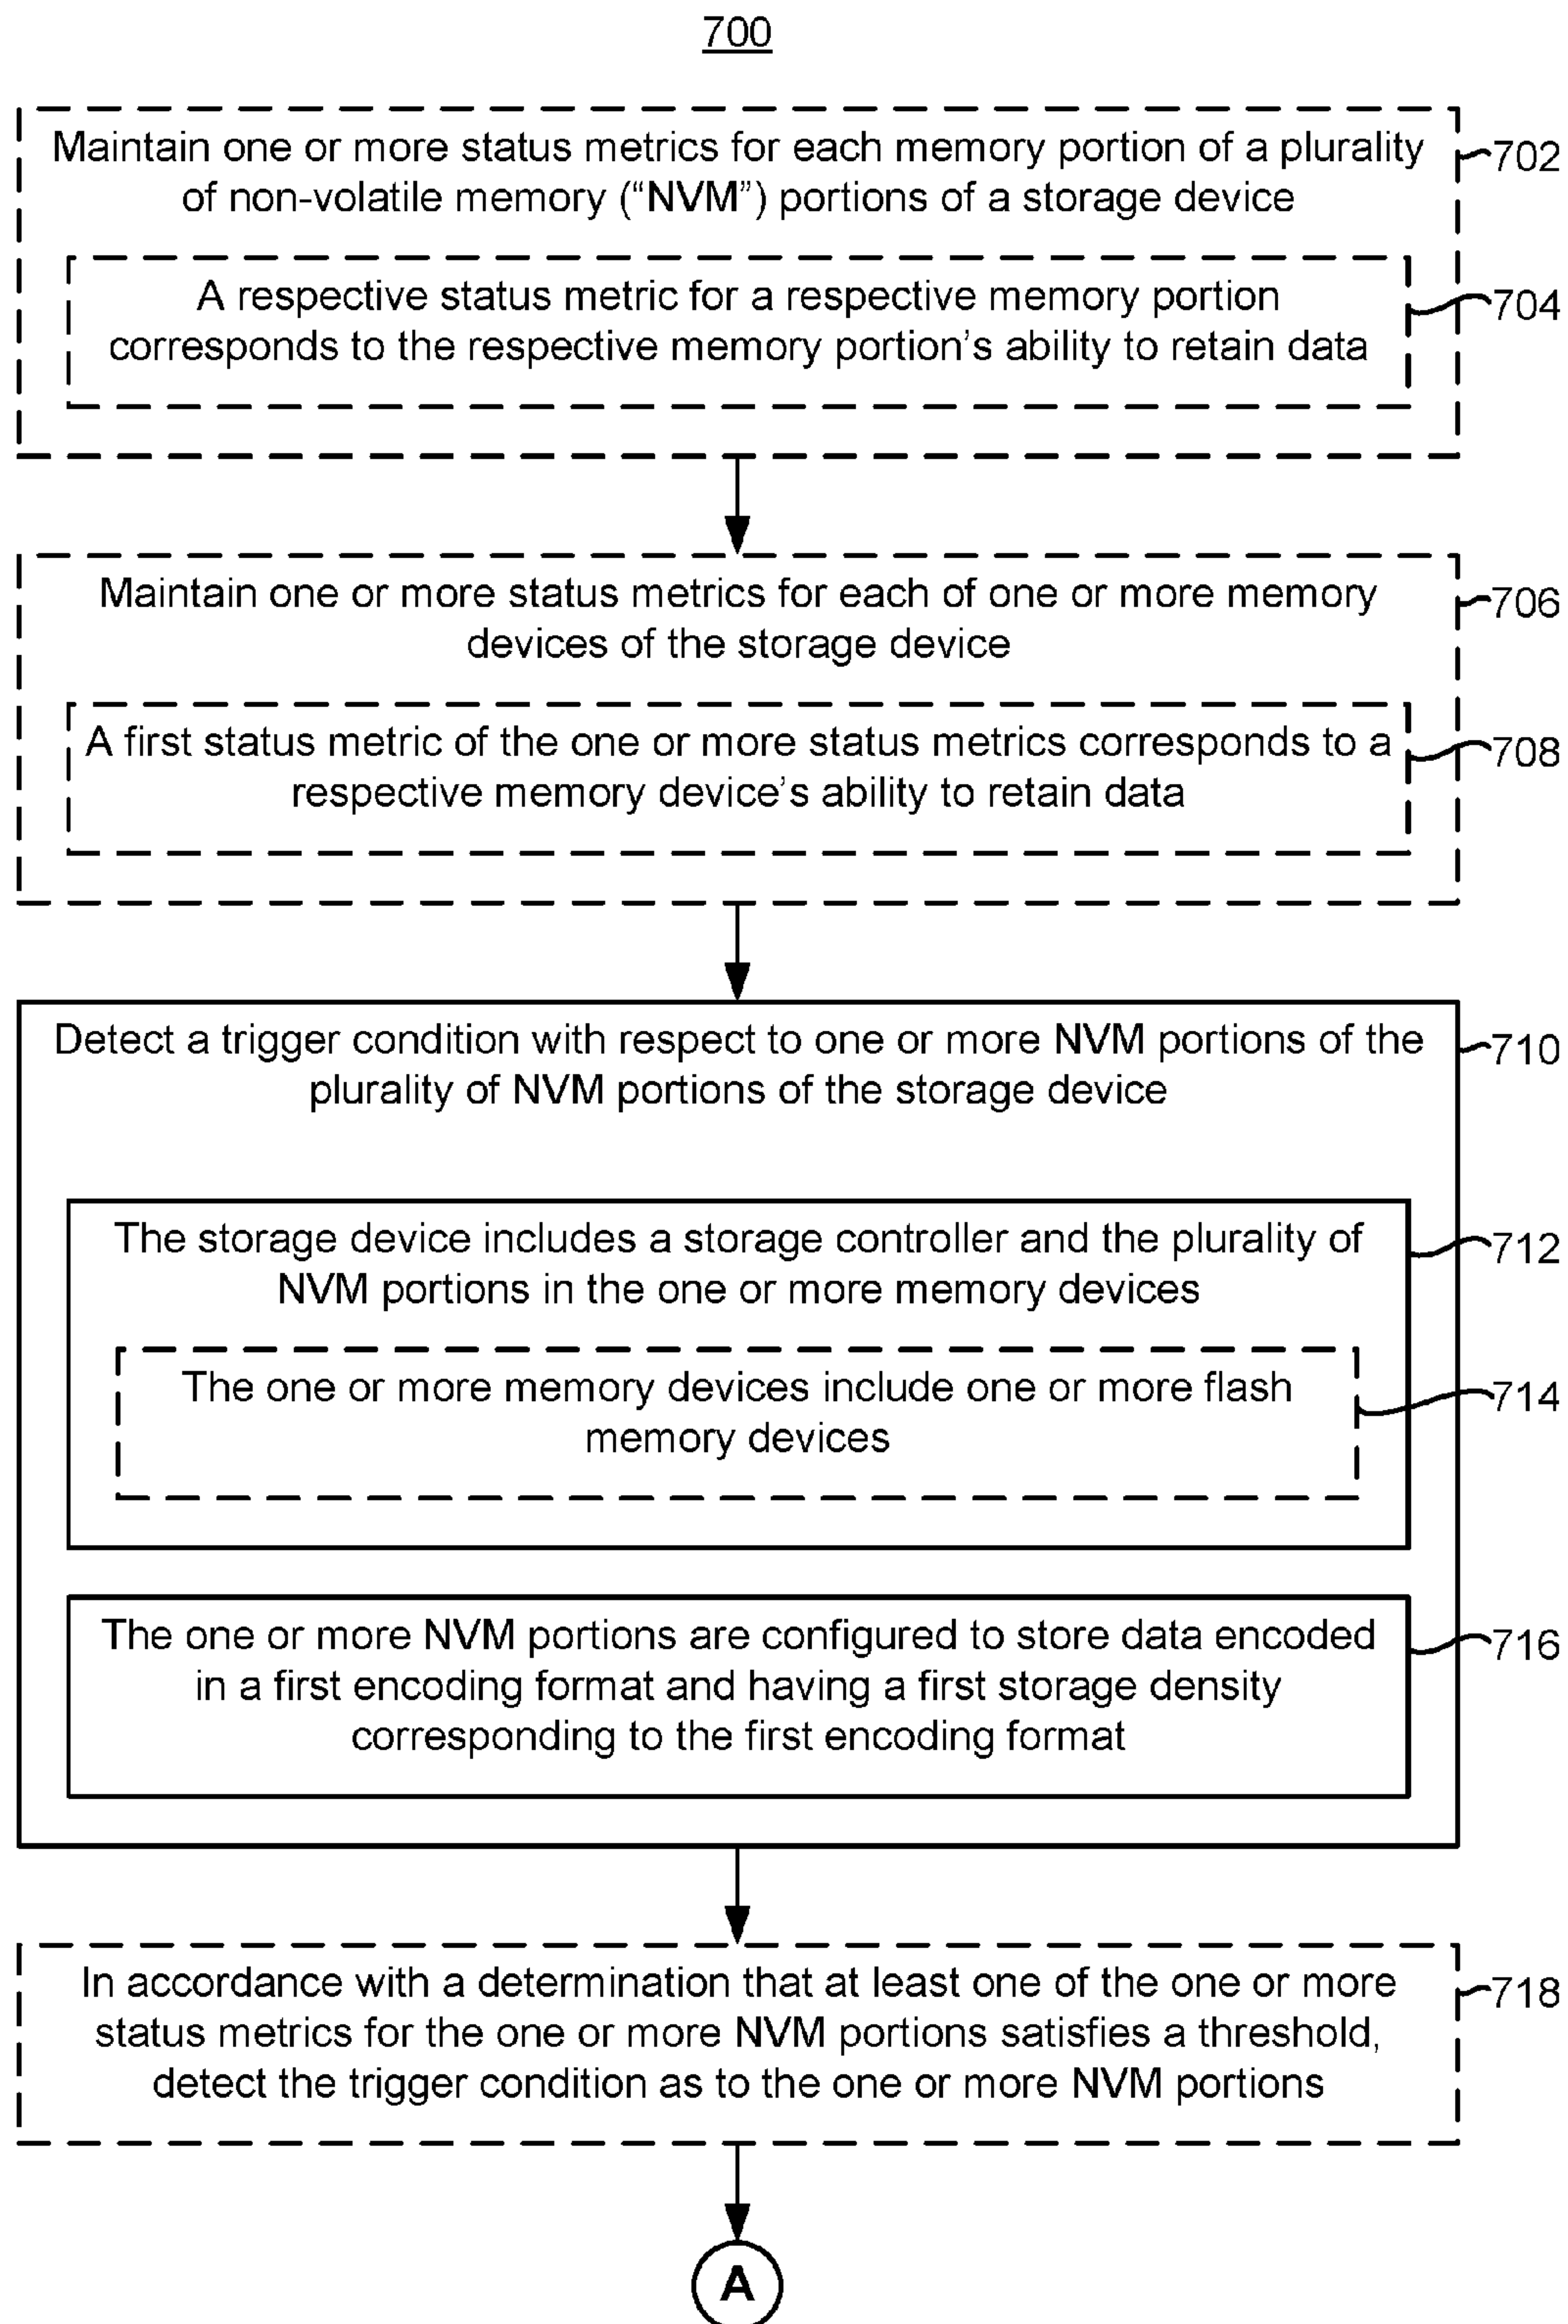 700
Maintain one or more status metrics for each memory portion of a plurality
of non-volatile memory (“NVM”) portions of a storage device
702
A respective status metric for a respective memory portion
corresponds to the respective memory portion’s ability to retain data
704
Maintain one or more status metrics for each of one or more memory
devices of the storage device
706
A first status metric of the one or more status metrics corresponds to a
respective memory device’s ability to retain data
708
Detect a trigger condition with respect to one or more NVM portions of the
plurality of NVM portions of the storage device
710
The storage device includes a storage controller and the plurality of
NVM portions in the one or more memory devices
712
The one or more memory devices include one or more flash
memory devices
714
The one or more NVM portions are configured to store data encoded
in a first encoding format and having a first storage density
corresponding to the first encoding format
716
In accordance with a determination that at least one of the one or more
status metrics for the one or more NVM portions satisfies a threshold,
detect the trigger condition as to the one or more NVM portions
718
A